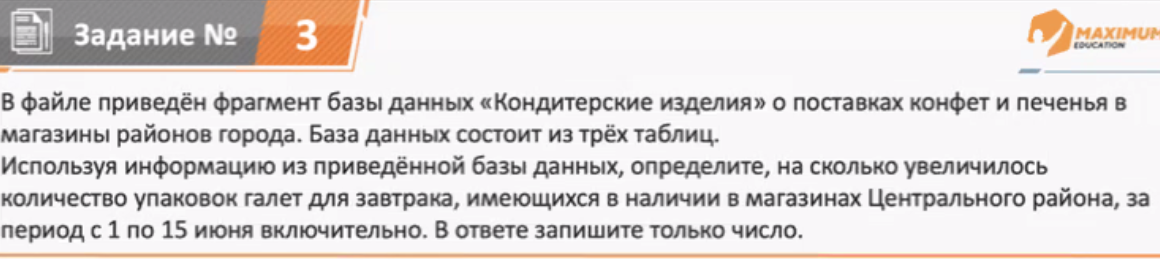 Задание № 3
MAXIMUM
EDUCATION
В файле приведён фрагмент базы данных «Кондитерские изделия» о поставках конфет и печенья в
магазины районов города. База данных состоит из трёх таблиц.
Используя информацию из приведённой базы данных, определите, на сколько увеличилось
количество упаковок галет для завтрака, имеющихся в наличии в магазинах Центрального района, за
период с 1 по 15 июня включительно. В ответе запишите только число.